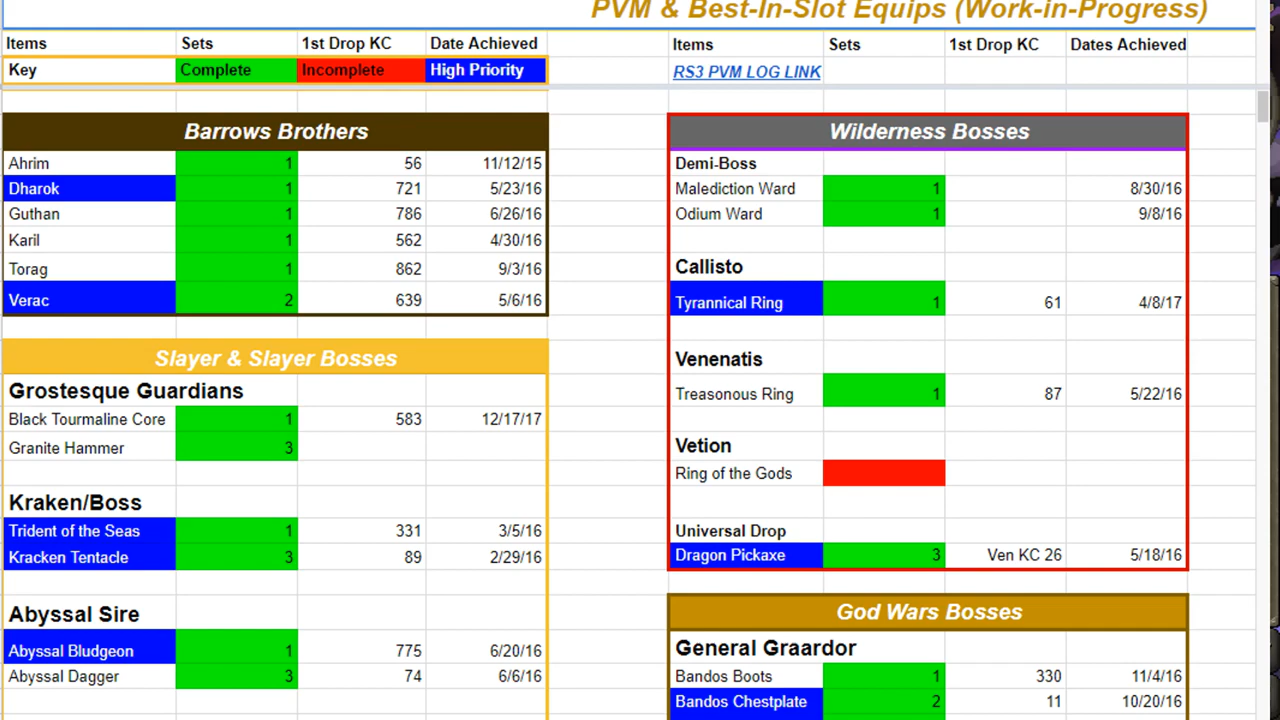 PVM & Best-In-Slot Equips (Work-in-Progress)
Items Sets 1st Drop KC Date Achieved
Key Complete Incomplete High Priority
Barrows Brothers
Ahrim 1 56 11/12/15
Dharok 1 721 5/23/16
Guthan 1 786 6/26/16
Karil 1 562 4/30/16
Torag 1 862 9/3/16
Verac 2 639 5/6/16
Slayer & Slayer Bosses
Grostesque Guardians
Black Tourmaline Core 1 583 12/17/17
Granite Hammer 3
Kraken/Boss
Trident of the Seas 1 331 3/5/16
Kracken Tentacle 3 89 2/29/16
Abyssal Sire
Abyssal Bludgeon 1 775 6/20/16
Abyssal Dagger 3 74 6/6/16
Items Sets 1st Drop KC Dates Achieved
RS3 PVM LOG LINK
Wilderness Bosses
Demi-Boss
Malediction Ward 1 8/30/16
Odium Ward 1 9/8/16
Callisto
Tyrannical Ring 1 61 4/8/17
Venenatis
Treasonous Ring 1 87 5/22/16
Vetion
Ring of the Gods
Universal Drop
Dragon Pickaxe 3 Ven KC 26 5/18/16
God Wars Bosses
General Graardor
Bandos Boots 1 330 11/4/16
Bandos Chestplate 2 11 10/20/16